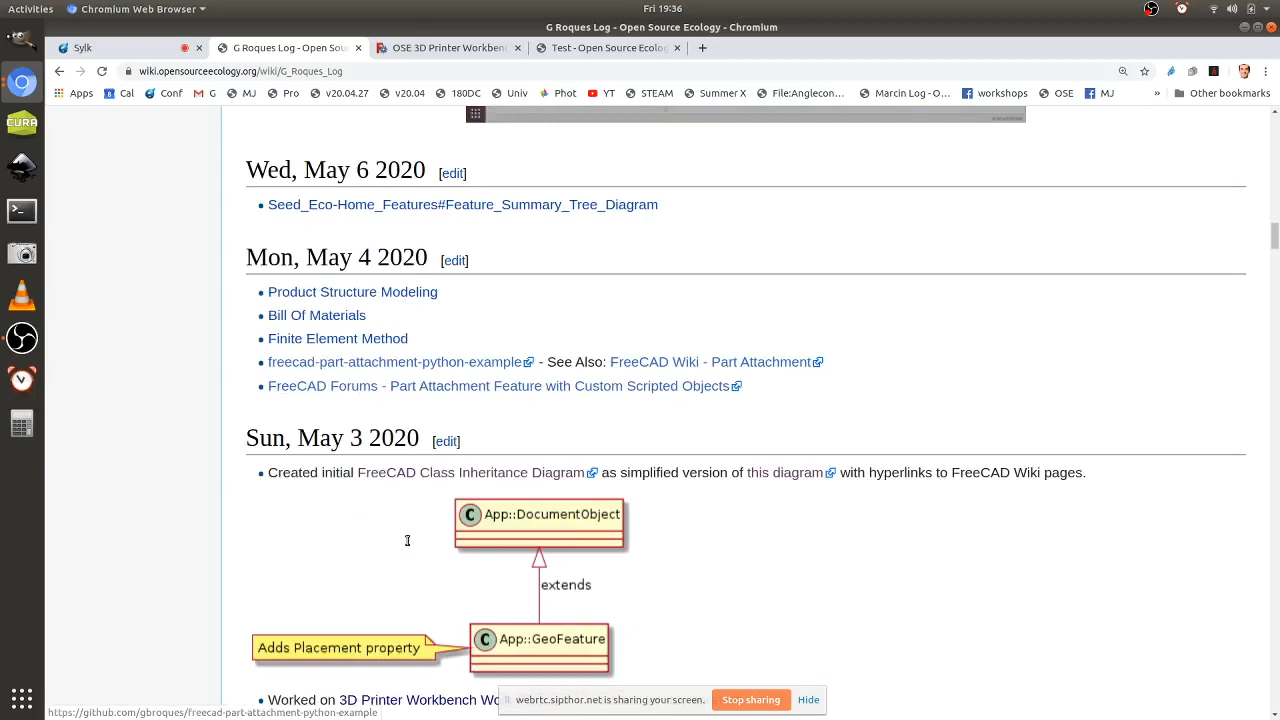 Activities
Chromium Web Browser
Fri 19:36
G Roques Log - Open Source Ecology - Chromium
Sylk
G Roques Log - Open Sou
OSE 3D Printer Workben
Test - Open Source Ecolo
wiki.opensourceecology.org/wiki/G_Roques_Log
Apps
Cal
Conf
G
MJ
Pro
v20.04.27
v20.04
180DC
Univ
Phot
YT
STEAM
Summer X
File:Anglecon...
Marcin Log - O...
workshops
OSE
MJ
»
Other bookmarks
CURA
Wed, May 6 2020 [edit]
Seed_Eco-Home_Features#Feature_Summary_Tree_Diagram
Mon, May 4 2020 [edit]
Product Structure Modeling
Bill Of Materials
Finite Element Method
freecad-part-attachment-python-example - See Also: FreeCAD Wiki - Part Attachment
FreeCAD Forums - Part Attachment Feature with Custom Scripted Objects
Sun, May 3 2020 [edit]
Created initial FreeCAD Class Inheritance Diagram as simplified version of this diagram with hyperlinks to FreeCAD Wiki pages.
C App::DocumentObject
extends
C App::GeoFeature
Adds Placement property
Worked on 3D Printer Workbench Wo
webrtc.sipthor.net is sharing your screen.
Stop sharing
Hide
https://github.com/gbroques/freecad-part-attachment-python-example